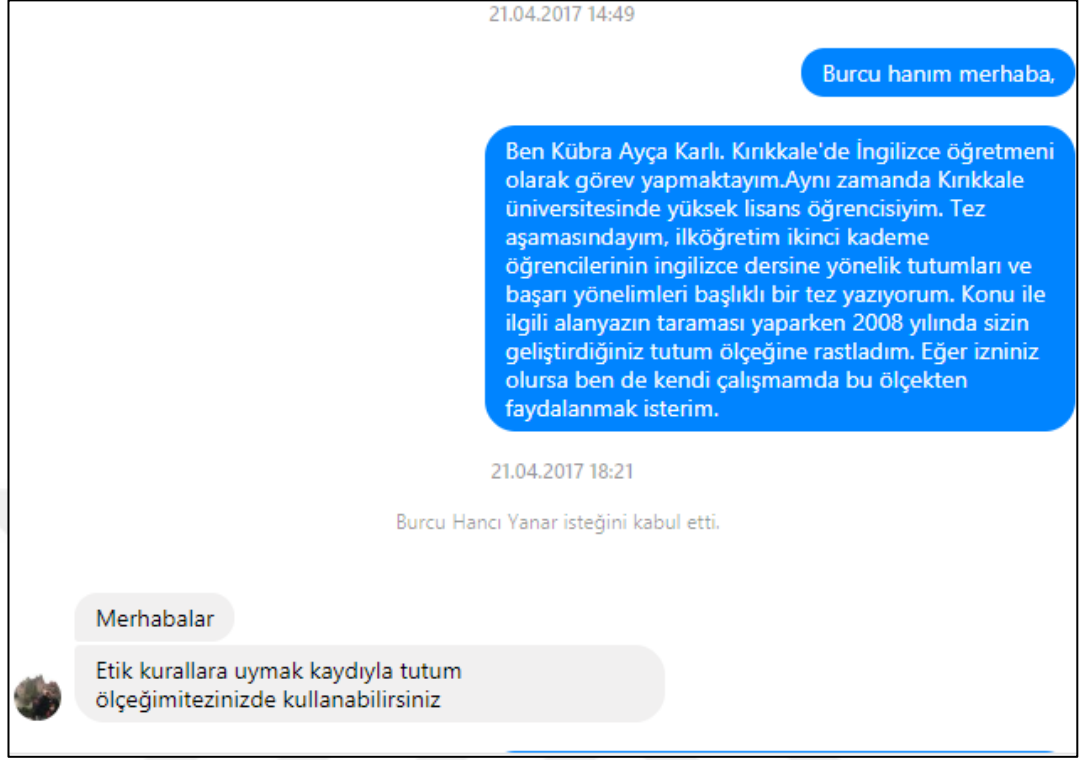 21.04.2017 14:49
Burcu hanım merhaba,
Ben Kübra Ayça Karlı. Kırıkkale'de İngilizce öğretmeni
olarak görev yapmaktayım.Aynı zamanda Kırıkkale
üniversitesinde yüksek lisans öğrencisiyim. Tez
aşamasındayım, ilköğretim ikinci kademe
öğrencilerinin ingilizce dersine yönelik tutumları ve
başarı yönelimleri başlıklı bir tez yazıyorum. Konu ile
ilgili alanyazın taraması yaparken 2008 yılında sizin
geliştirdiğiniz tutum ölçeğine rastladım. Eğer izniniz
olursa ben de kendi çalışmamda bu ölçekten
faydalanmak isterim.
21.04.2017 18:21
Burcu Hancı Yanar isteğini kabul etti.
Merhabalar
Etik kurallara uymak kaydıyla tutum
ölçeğimitezinizde kullanabilirsiniz